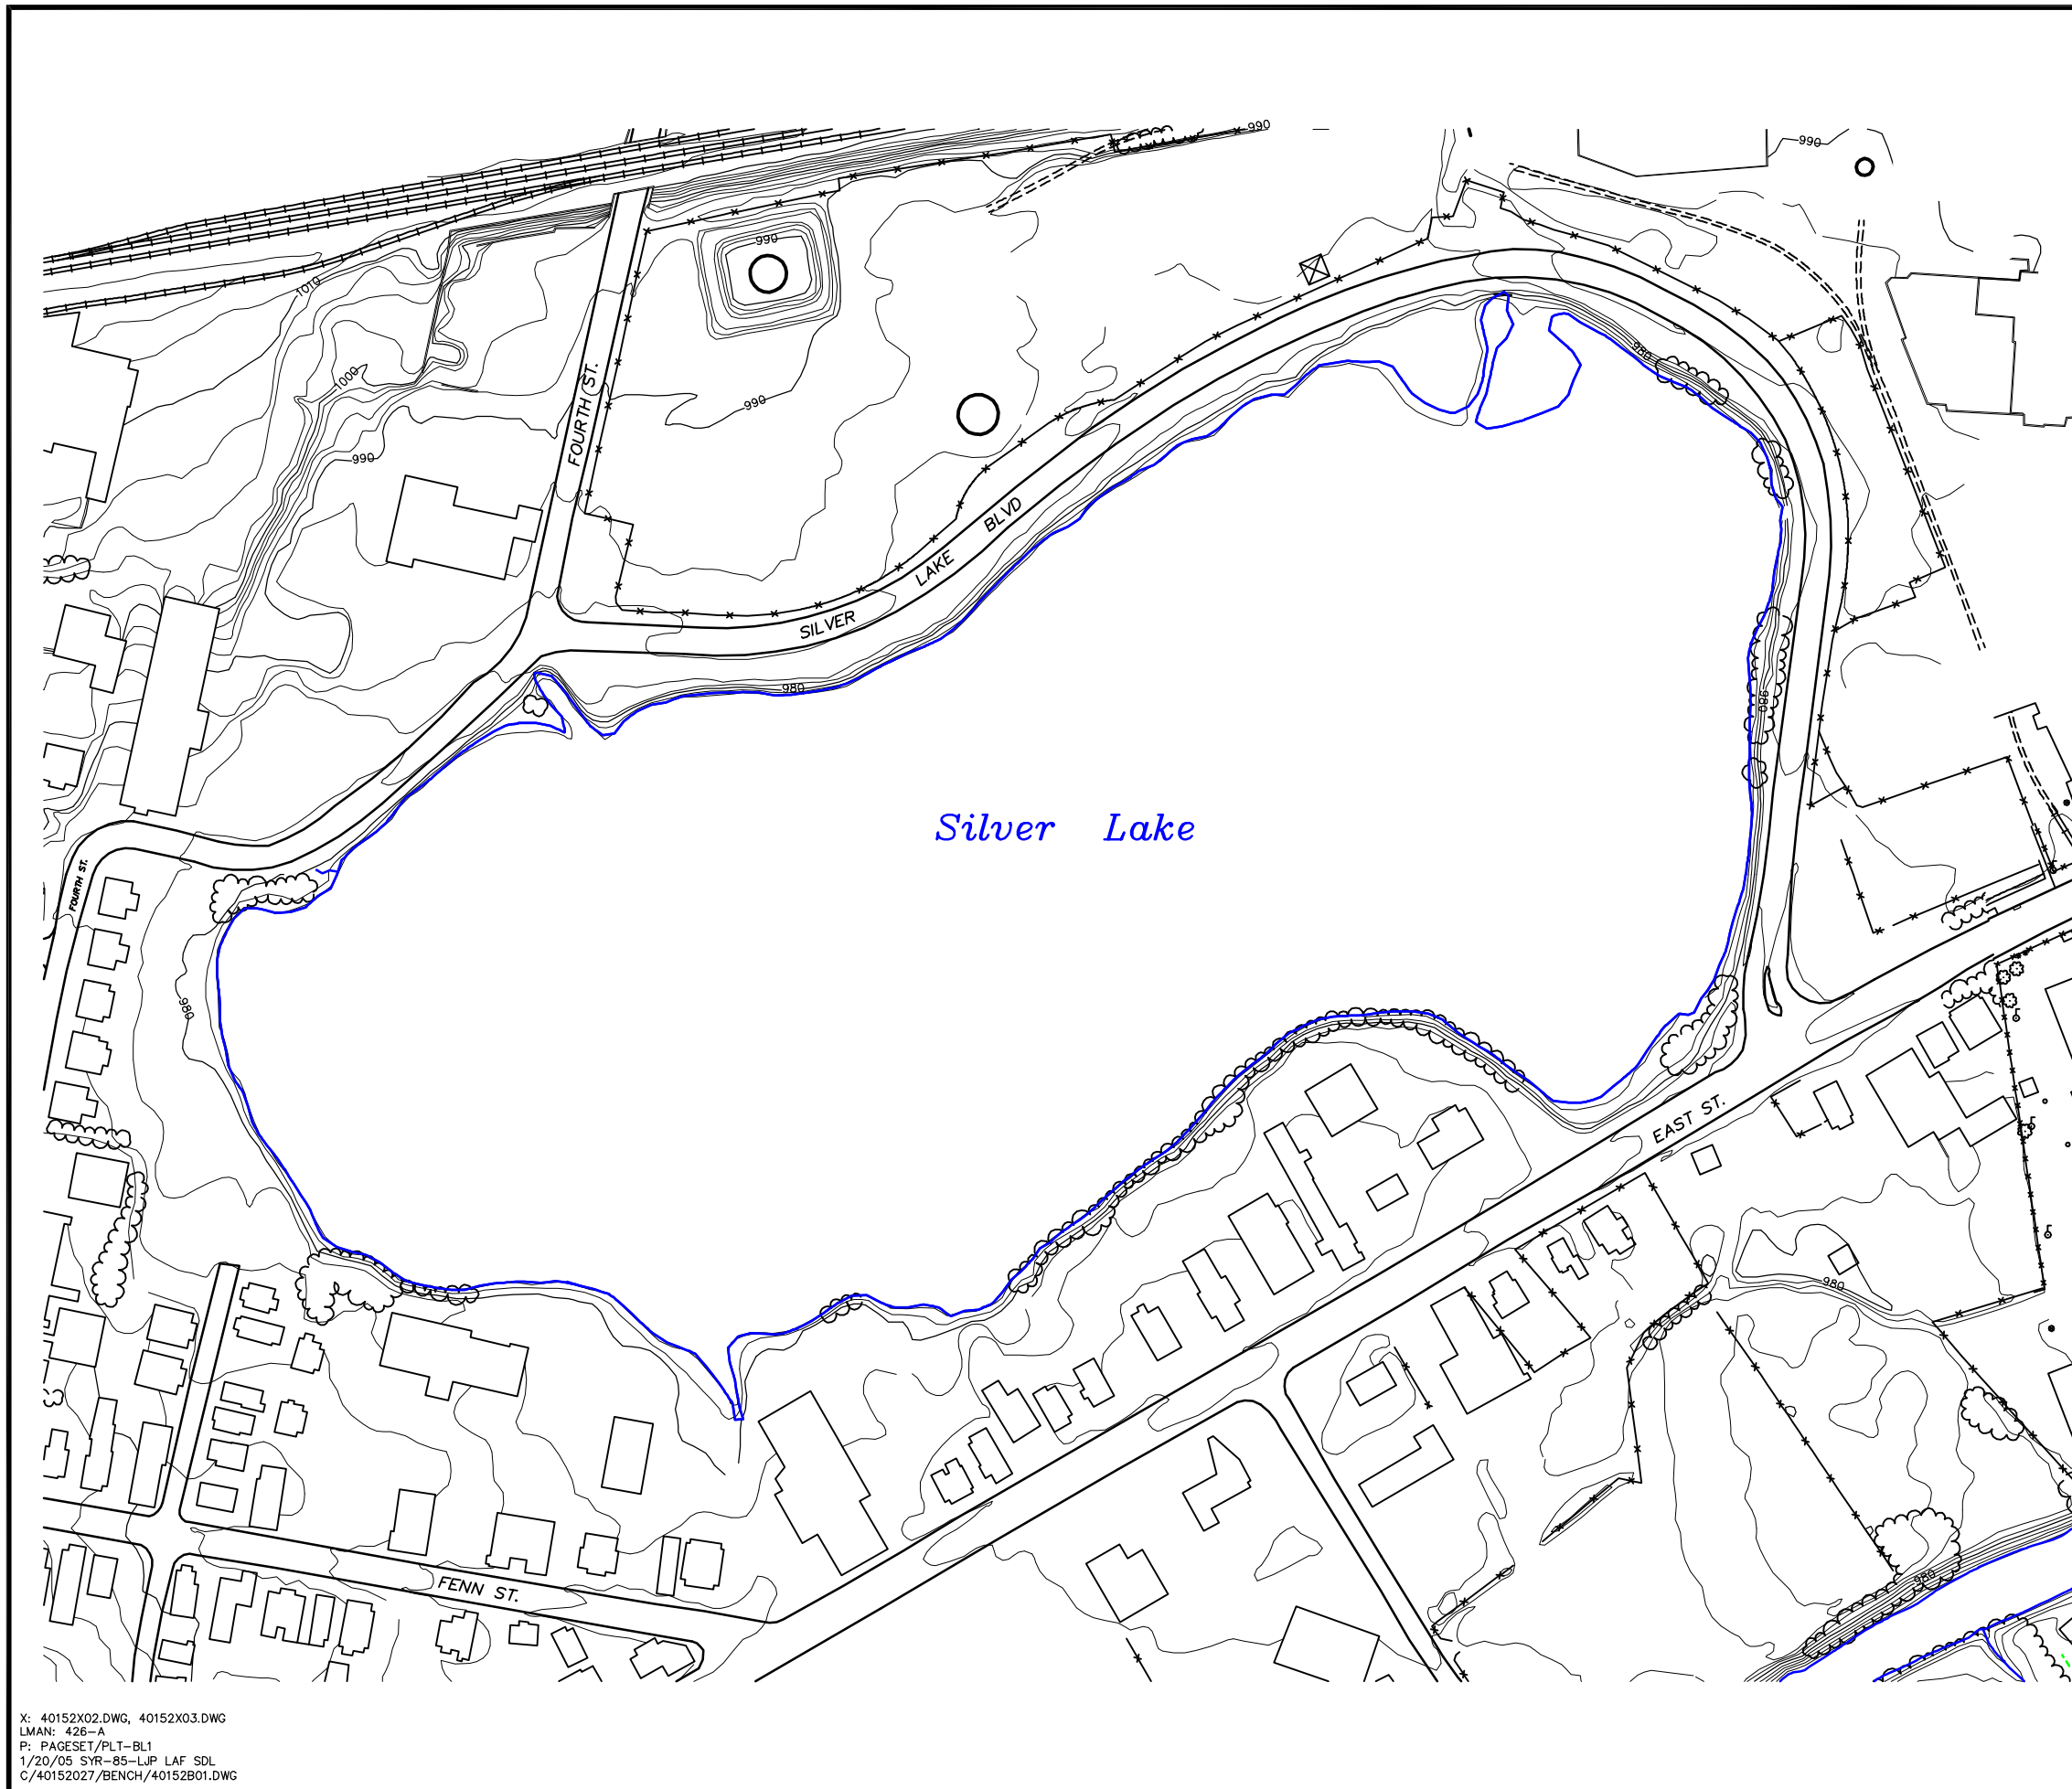 990
990
990
1010
980
1000
FOURTH ST.
990
990
SILVER LAKE BLVD
980
980
Silver Lake
FOURTH ST.
980
EAST ST.
980
980
FENN ST.
X: 40152X02.DWG, 40152X03.DWG
LMAN: 426-A
P: PAGESET/PLT-BL1
1/20/05 SYR-85-LJP LAF SDL
C/40152027/BENCH/40152B01.DWG